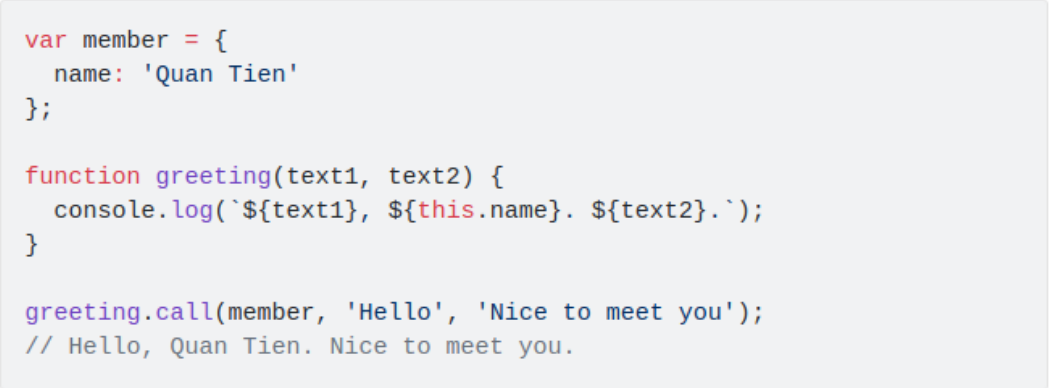 var member = {
  name: 'Quan Tien'
};

function greeting(text1, text2) {
  console.log(`${text1}, ${this.name}. ${text2}.`);
}

greeting.call(member, 'Hello', 'Nice to meet you');
// Hello, Quan Tien. Nice to meet you.